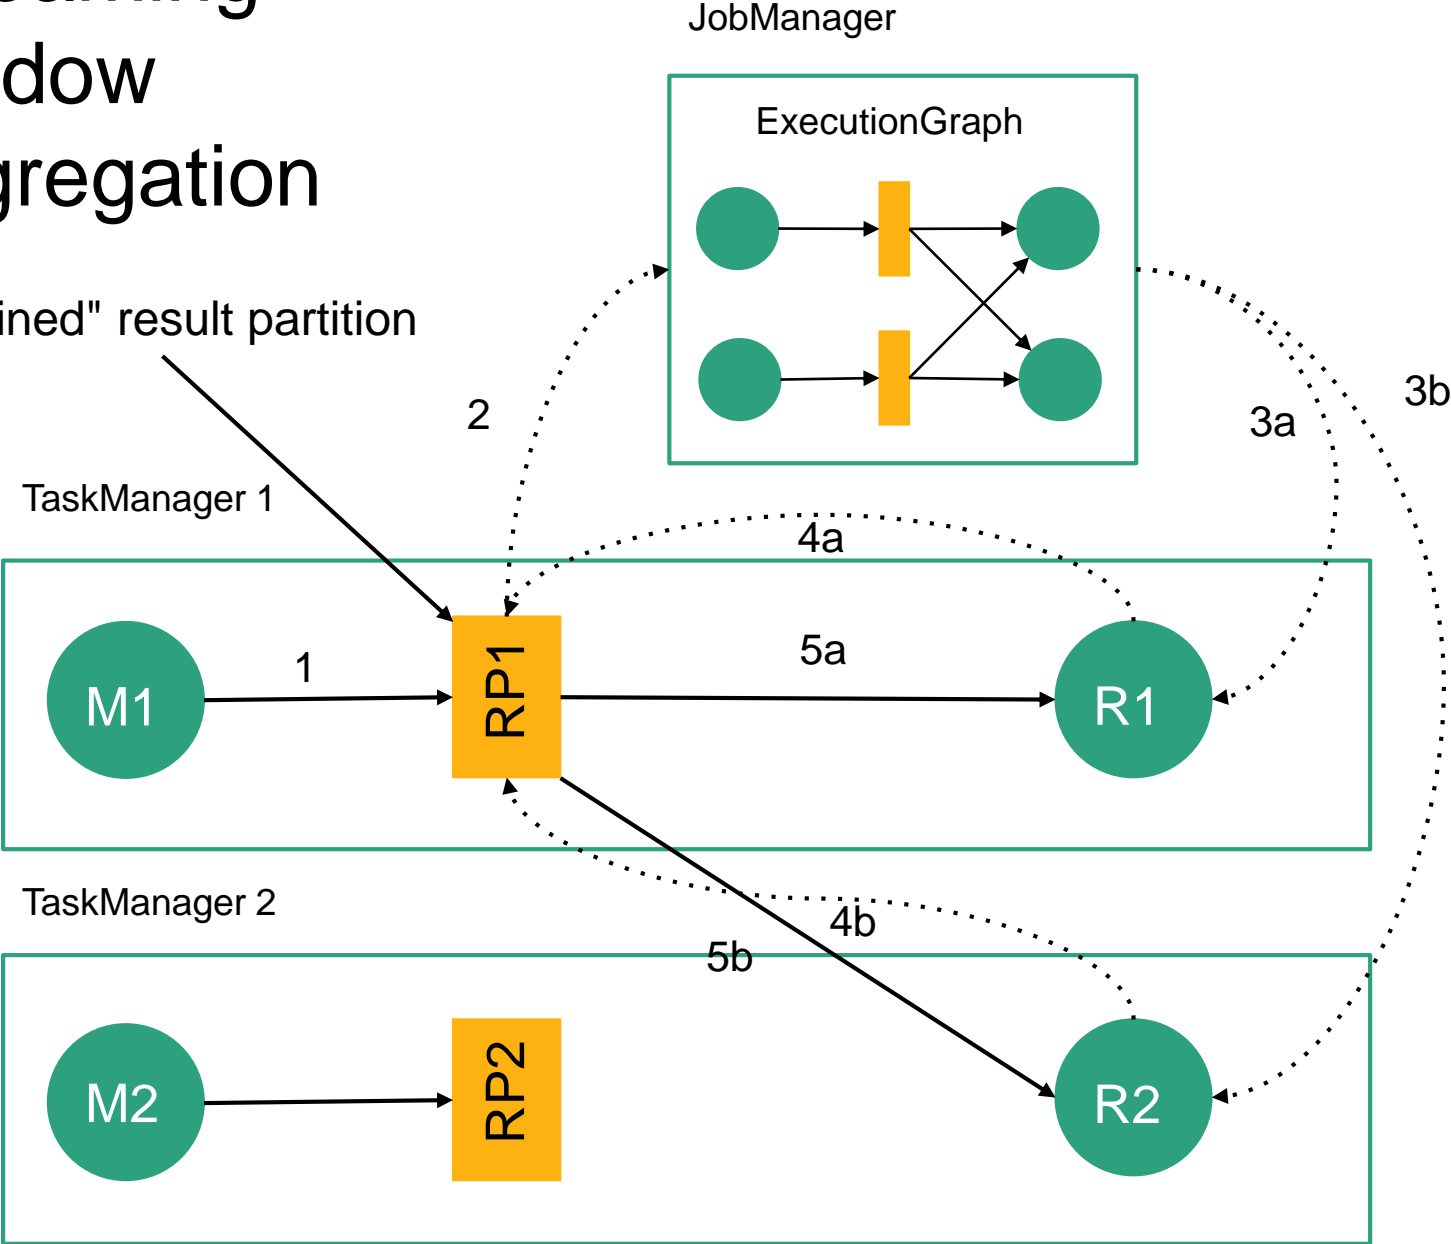 eaming
JobManager
dow
ExecutionGraph
gregation
ined" result partition
2
3a
3b
TaskManager 1
4a
1
5a
M1
RP1
R1
TaskManager 2
4b
5b
M2
RP2
R2